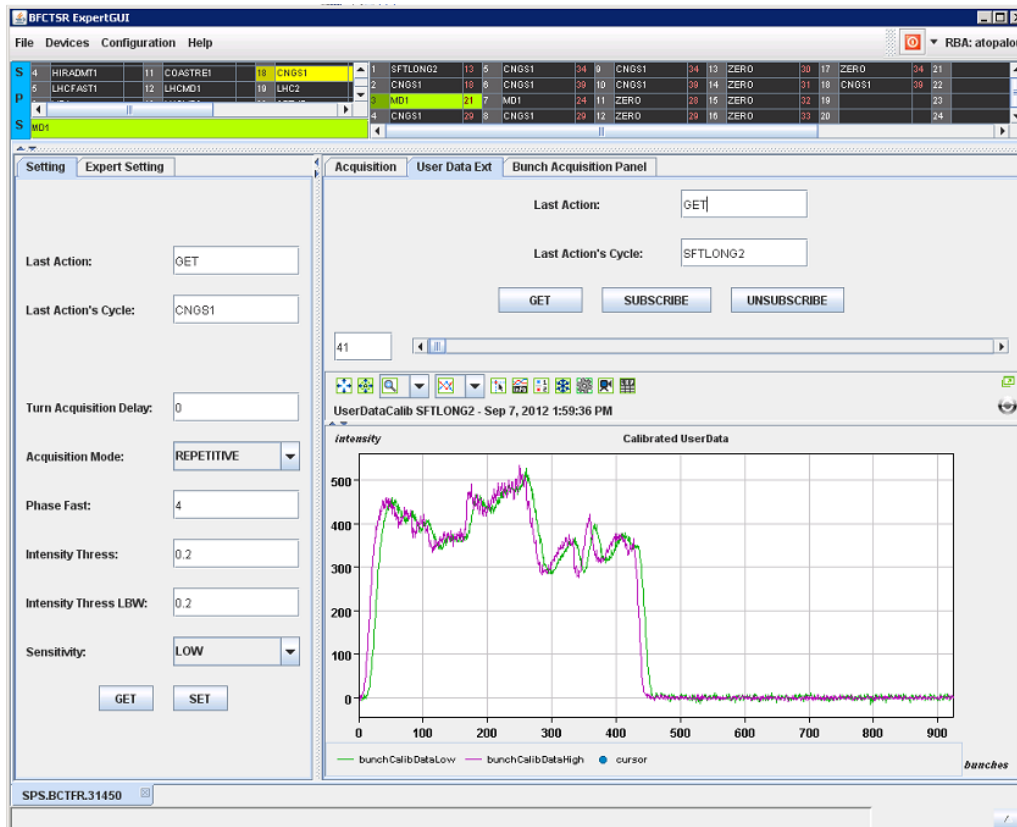 BFCTSR ExpertGUI
File Devices Configuration Help
RBA: atopalou
S P S
4 HIRADMT1 11 COASTRE1 18 CNGS1
5 LHCFAST1 12 LHCMD1 19 LHC2
MD1
1 SFTLONG2 13 5 CNGS1 34 9 CNGS1 34 13 ZERO 30 17 ZERO 34 21
2 CNGS1 18 6 CNGS1 39 10 CNGS1 39 14 ZERO 31 18 CNGS1 39 22
3 MD1 21 7 MD1 24 11 ZERO 28 15 ZERO 32 19 23
4 CNGS1 29 8 CNGS1 29 12 ZERO 29 16 ZERO 33 20 24
Setting Expert Setting
Last Action: GET
Last Action's Cycle: CNGS1
Turn Acquisition Delay: 0
Acquisition Mode: REPETITIVE
Phase Fast: 4
Intensity Thress: 0.2
Intensity Thress LBW: 0.2
Sensitivity: LOW
GET SET
Acquisition User Data Ext Bunch Acquisition Panel
Last Action: GET
Last Action's Cycle: SFTLONG2
GET SUBSCRIBE UNSUBSCRIBE
41
UserDataCalib SFTLONG2 - Sep 7, 2012 1:59:36 PM
intensity Calibrated UserData
500
400
300
200
100
0
0 100 200 300 400 500 600 700 800 900
bunchCalibDataLow bunchCalibDataHigh cursor
bunches
SPS.BCTFR.31450